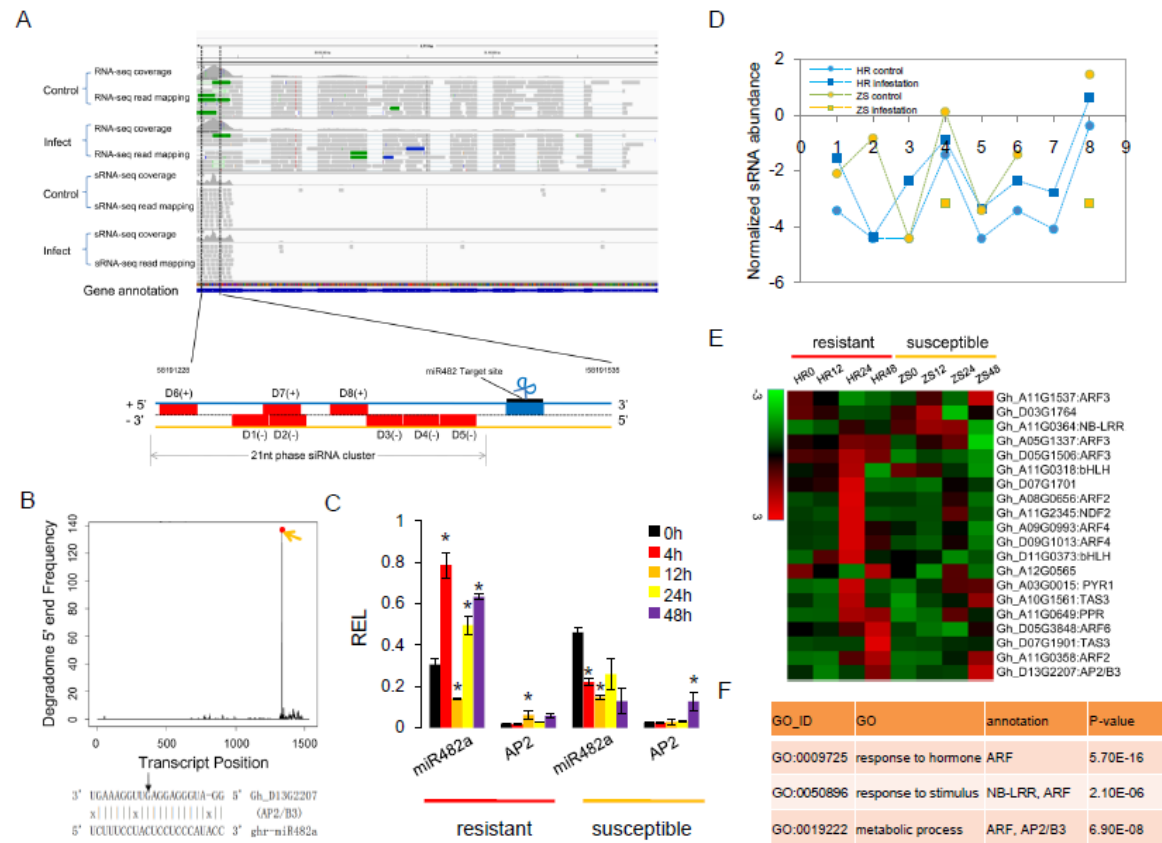 A
Control
RNA-seq coverage
RNA-seq read mapping
Infect
RNA-seq coverage
RNA-seq read mapping
Control
sRNA-seq coverage
sRNA-seq read mapping
Infect
sRNA-seq coverage
sRNA-seq read mapping
Gene annotation
miR482 Target site
D6(+) D7(+) D8(+)
+ 5' 3'
- 3' 5'
D1(-) D2(-) D3(-) D4(-) D5(-)
21nt phase siRNA cluster
B
Degradome 5' end Frequency
140
120
100
80
60
40
20
0
0 500 1000 1500
Transcript Position
3' UGAAAGGUUGAGGAGGGUA-GG 5' Gh_D13G2207
(AP2/B3)
5' UCUUUCCUACUCCUCCCAUACC 3' ghr-miR482a
C
REL
1
0.8
0.6
0.4
0.2
0
* * * * * * * *
0h
4h
12h
24h
48h
miR482a AP2 miR482a AP2
resistant susceptible
D
Normalized sRNA abundance
2
0
-2
-4
-6
0 1 2 3 4 5 6 7 8 9
HR control
HR infestation
ZS control
ZS infestation
E
resistant susceptible
HR0 HR12 HR24 HR48 ZS0 ZS12 ZS24 ZS48
-3
3
Gh_A11G1537:ARF3
Gh_D03G1764
Gh_A11G0364:NB-LRR
Gh_A05G1337:ARF3
Gh_D05G1506:ARF3
Gh_A11G0318:bHLH
Gh_D07G1701
Gh_A08G0656:ARF2
Gh_A11G2345:NDF2
Gh_A09G0993:ARF4
Gh_D09G1013:ARF4
Gh_D11G0373:bHLH
Gh_A12G0565
Gh_A03G0015: PYR1
Gh_A10G1561:TAS3
Gh_A11G0649:PPR
Gh_D05G3848:ARF6
Gh_D07G1901:TAS3
Gh_A11G0358:ARF2
Gh_D13G2207:AP2/B3
F
GO_ID GO annotation P-value
GO:0009725 response to hormone ARF 5.70E-16
GO:0050896 response to stimulus NB-LRR, ARF 2.10E-06
GO:0019222 metabolic process ARF, AP2/B3 6.90E-08